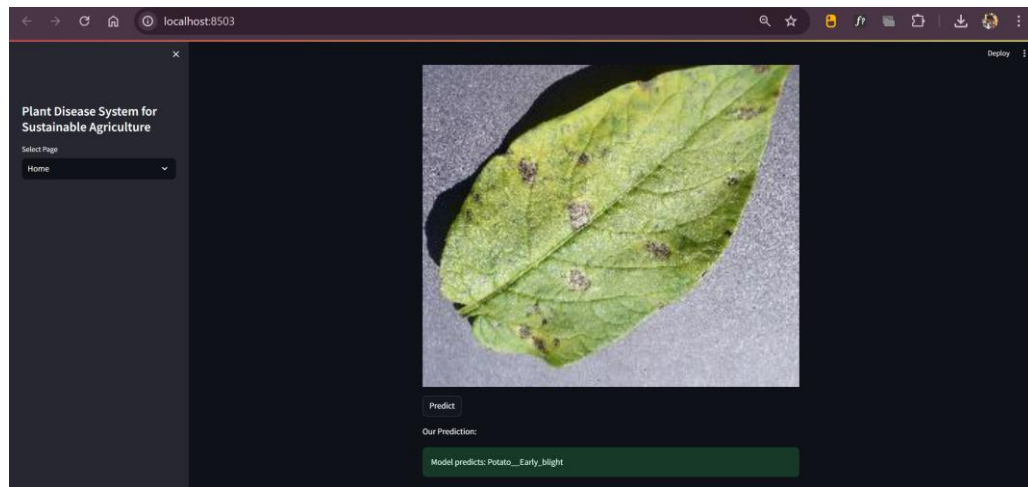 localhost:8503
Deploy
Plant Disease System for
Sustainable Agriculture
Select Page
Home
Predict
Our Prediction:
Model predicts: Potato__Early_blight